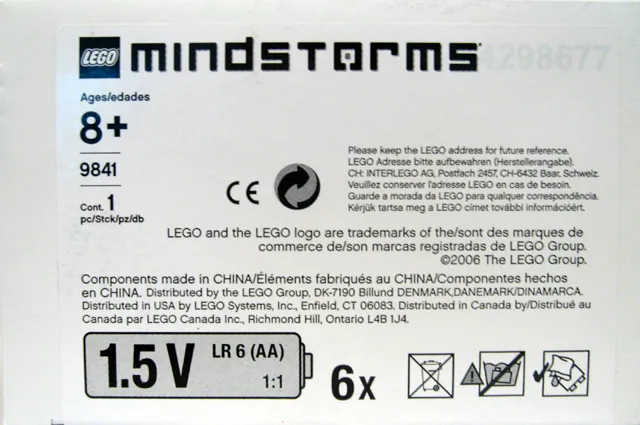 LEGO mindstorms 4298677
Ages/edades
8+
9841
Cont. 1
pc/Stck/pz/db
CE
Please keep the LEGO address for future reference.
LEGO Adresse bitte aufbewahren (Herstellerangabe).
CH: INTERLEGO AG, Postfach 2457, CH-6432 Baar, Schweiz
Veuillez conserver l'adresse LEGO en cas de besoin.
Guarde a morada da LEGO para qualquer correspondência.
Kérjük tartsa meg a LEGO címet további információért.
LEGO and the LEGO logo are trademarks of the/sont des marques de
commerce de/son marcas registradas de LEGO Group.
©2006 The LEGO Group.
Components made in CHINA/Éléments fabriqués au CHINA/Componentes hechos
en CHINA. Distributed by the LEGO Group, DK-7190 Billund DENMARK,DANEMARK/DINAMARCA.
Distributed in USA by LEGO Systems, Inc., Enfield, CT 06083. Distributed in Canada by/Distribué au
Canada par LEGO Canada Inc., Richmond Hill, Ontario L4B 1J4.
1.5 V LR 6 (AA)
1:1
6x